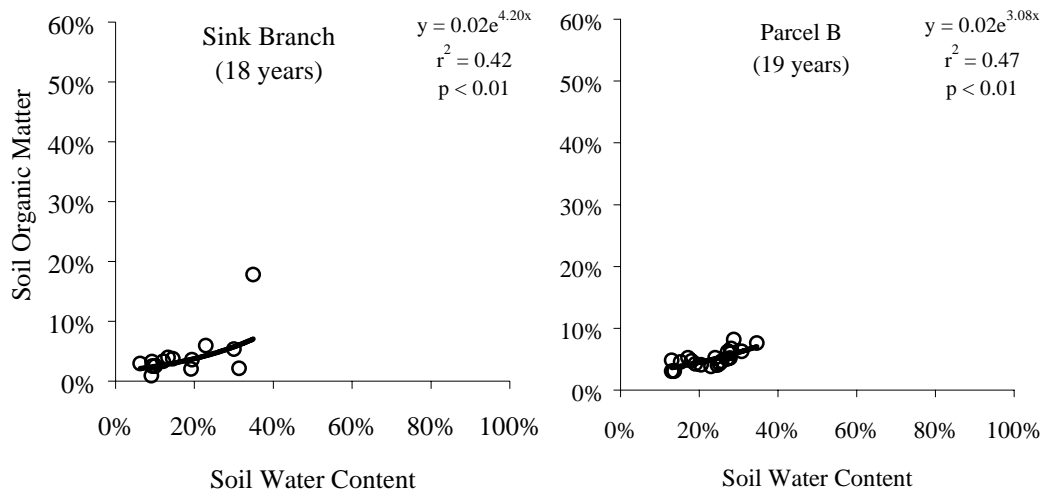 Sink Branch
(18 years)
y = 0.02e^4.20x
r^2 = 0.42
p < 0.01
60%
50%
40%
30%
20%
10%
0%
Soil Organic Matter
0% 20% 40% 60% 80% 100%
Soil Water Content
Parcel B
(19 years)
y = 0.02e^3.08x
r^2 = 0.47
p < 0.01
60%
50%
40%
30%
20%
10%
0%
0% 20% 40% 60% 80% 100%
Soil Water Content